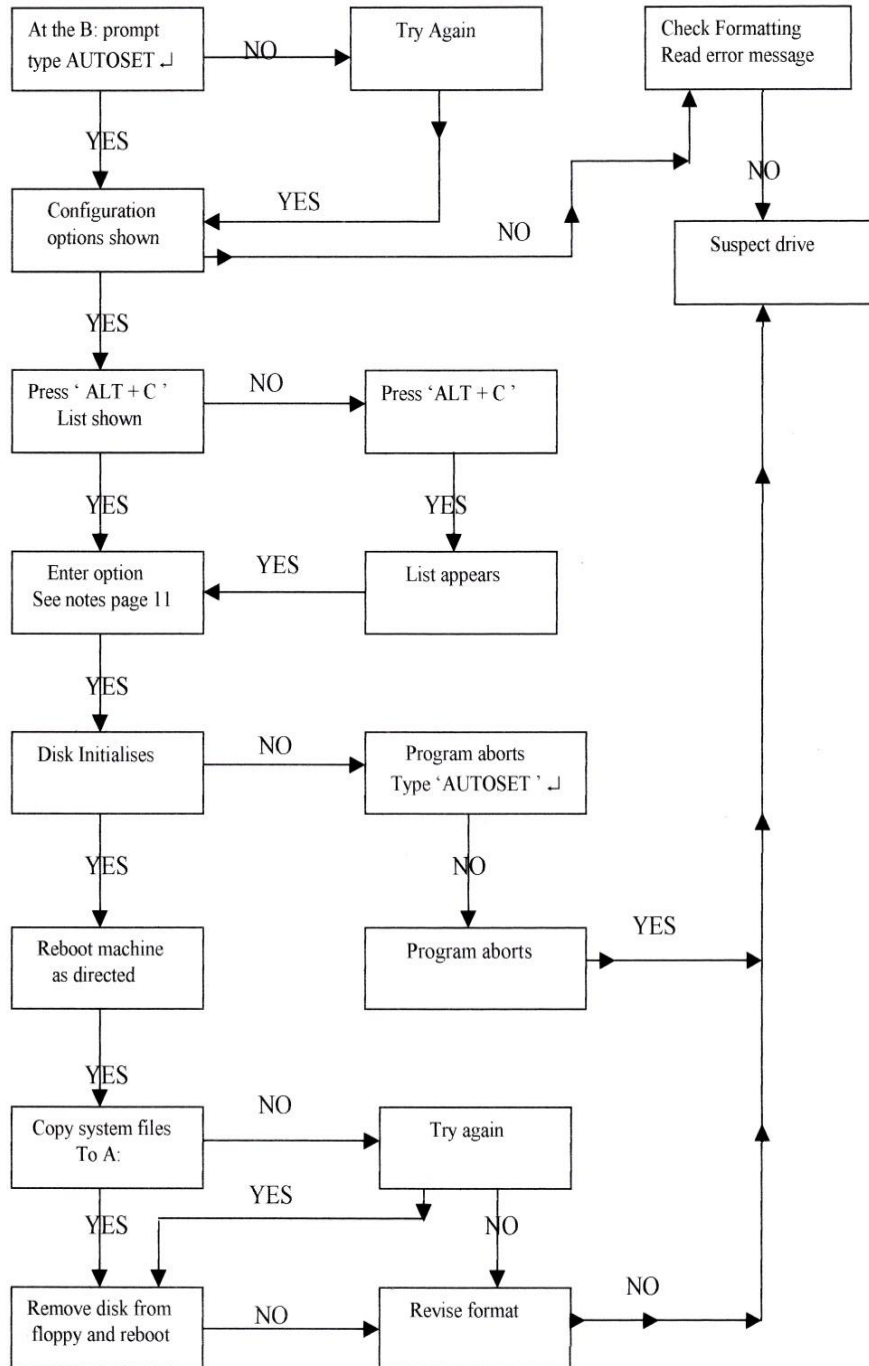 At the B: prompt
type AUTOSET ↵
NO
Try Again
Check Formatting
Read error message
YES
YES
NO
Configuration
options shown
NO
Suspect drive
YES
Press ‘ ALT + C ’
List shown
NO
Press ‘ALT + C ’
YES
YES
Enter option
See notes page 11
YES
List appears
YES
Disk Initialises
NO
Program aborts
Type ‘AUTOSET ’ ↵
YES
NO
Reboot machine
as directed
Program aborts
YES
YES
Copy system files
To A:
NO
Try again
YES
YES
NO
Remove disk from
floppy and reboot
NO
Revise format
NO